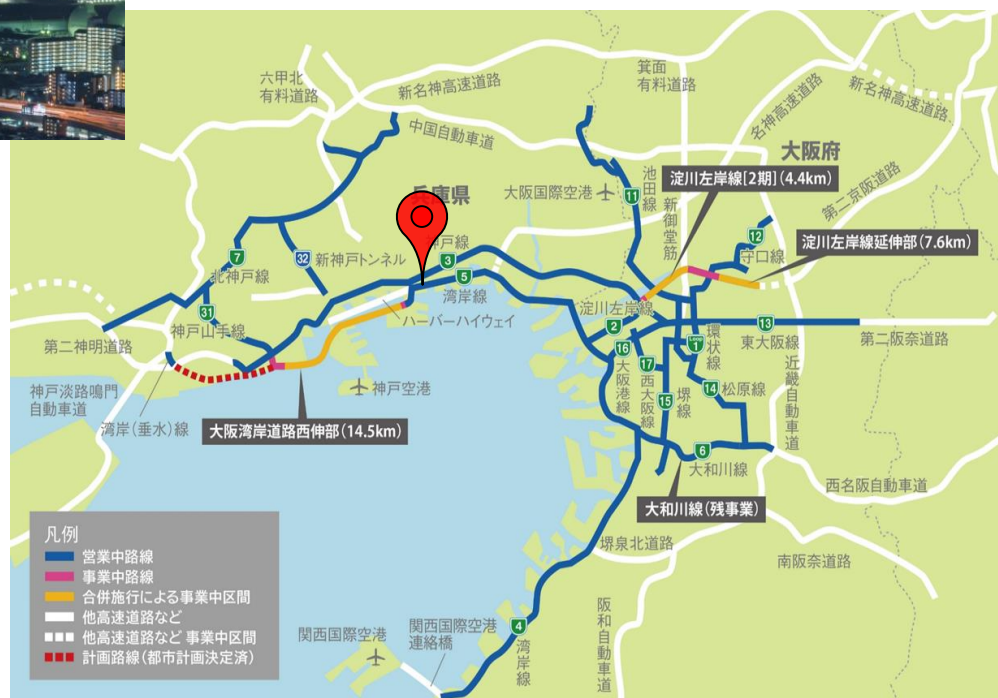 六甲北
有料道路
新名神高速道路
中国自動車道
箕面
有料道路
名神高速道路
新名神高速道路
大阪府
第二京阪道路
兵庫県
大阪国際空港
11
池田線
新御堂筋
淀川左岸線[2期](4.4km)
12
守口線
淀川左岸線延伸部(7.6km)
7
北神戸線
32
新神戸トンネル
神戸線
3
5
湾岸線
ハーバーハイウェイ
31
神戸山手線
第二神明道路
神戸淡路鳴門
自動車道
湾岸(垂水)線
神戸空港
大阪湾岸道路西伸部(14.5km)
淀川左岸線
2
16
大阪港線
17
西大阪線
15
堺線
Loop
1
環状線
14
松原線
13
東大阪線
第二阪奈道路
近畿自動車道
6
大和川線
大和川線(残事業)
西名阪自動車道
堺泉北道路
南阪奈道路
阪和自動車道
関西国際空港
関西国際空港
連絡橋
4
湾岸線
凡例
営業中路線
事業中路線
合併施行による事業中区間
他高速道路など
他高速道路など 事業中区間
計画路線(都市計画決定済)